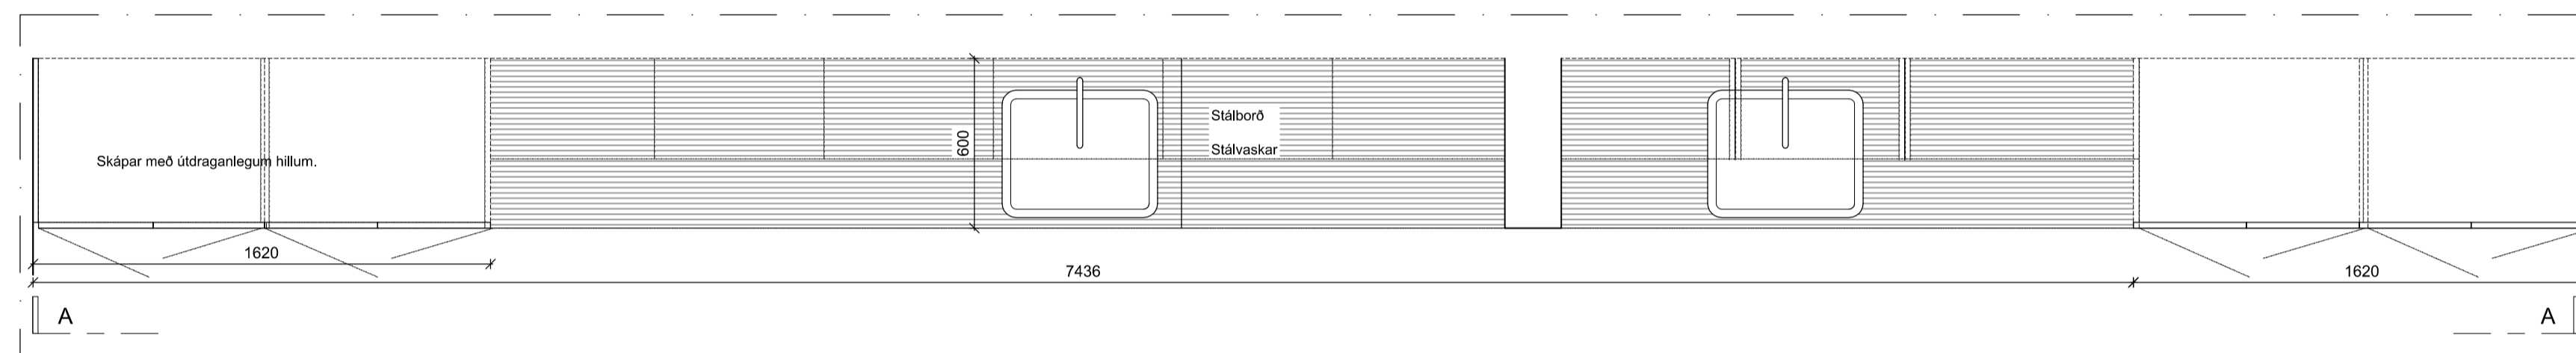 Stálborð
600
Stálvaskar
Skápar með útdraganlegum hillum.
1620
7436
1620
A
A